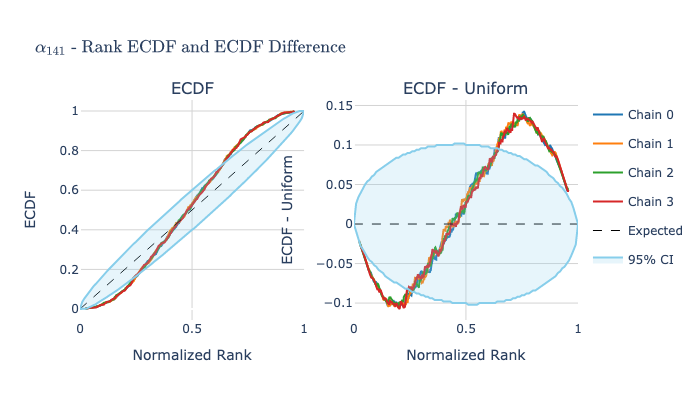 α₁₄₁ - Rank ECDF and ECDF Difference
ECDF
ECDF
1
0.8
0.6
0.4
0.2
0
0
0.5
1
Normalized Rank
ECDF - Uniform
ECDF - Uniform
0.15
0.1
0.05
0
−0.05
−0.1
0
0.5
1
Normalized Rank
Chain 0
Chain 1
Chain 2
Chain 3
Expected
95% CI